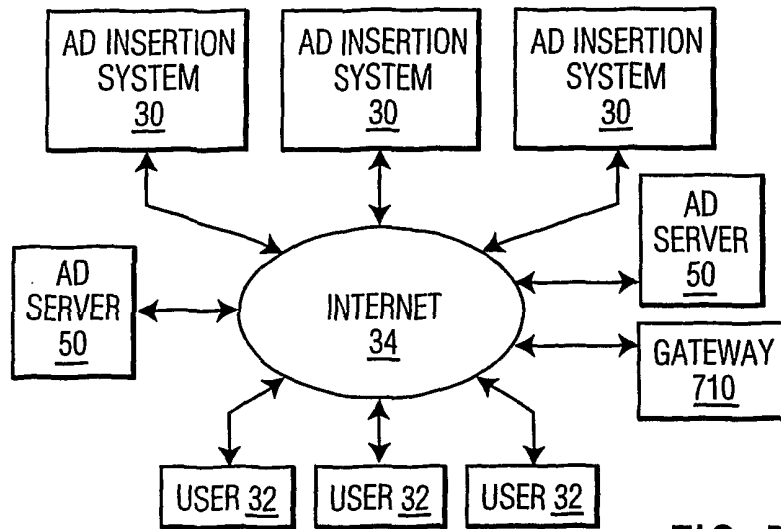 AD INSERTION
SYSTEM
30
AD INSERTION
SYSTEM
30
AD INSERTION
SYSTEM
30
AD
SERVER
50
INTERNET
34
AD
SERVER
50
GATEWAY
710
USER 32
USER 32
USER 32